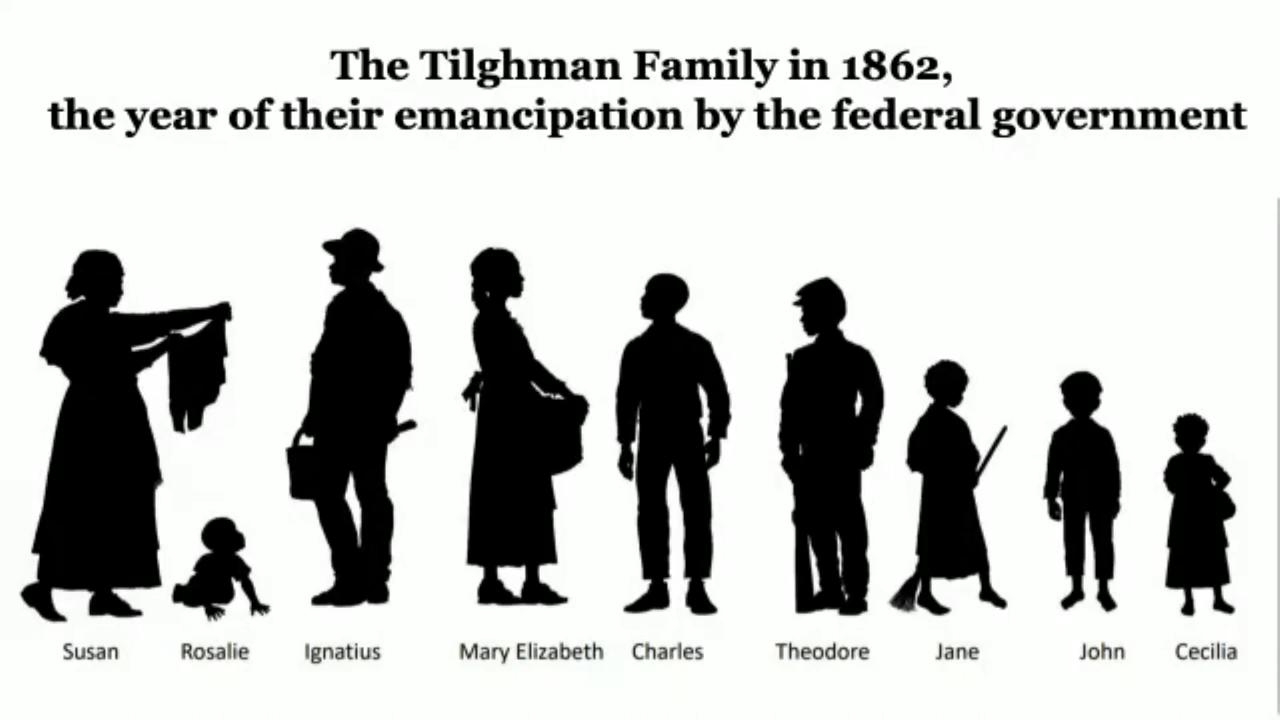 The Tilghman Family in 1862,
the year of their emancipation by the federal government
Susan Rosalie Ignatius Mary Elizabeth Charles Theodore Jane John Cecilia